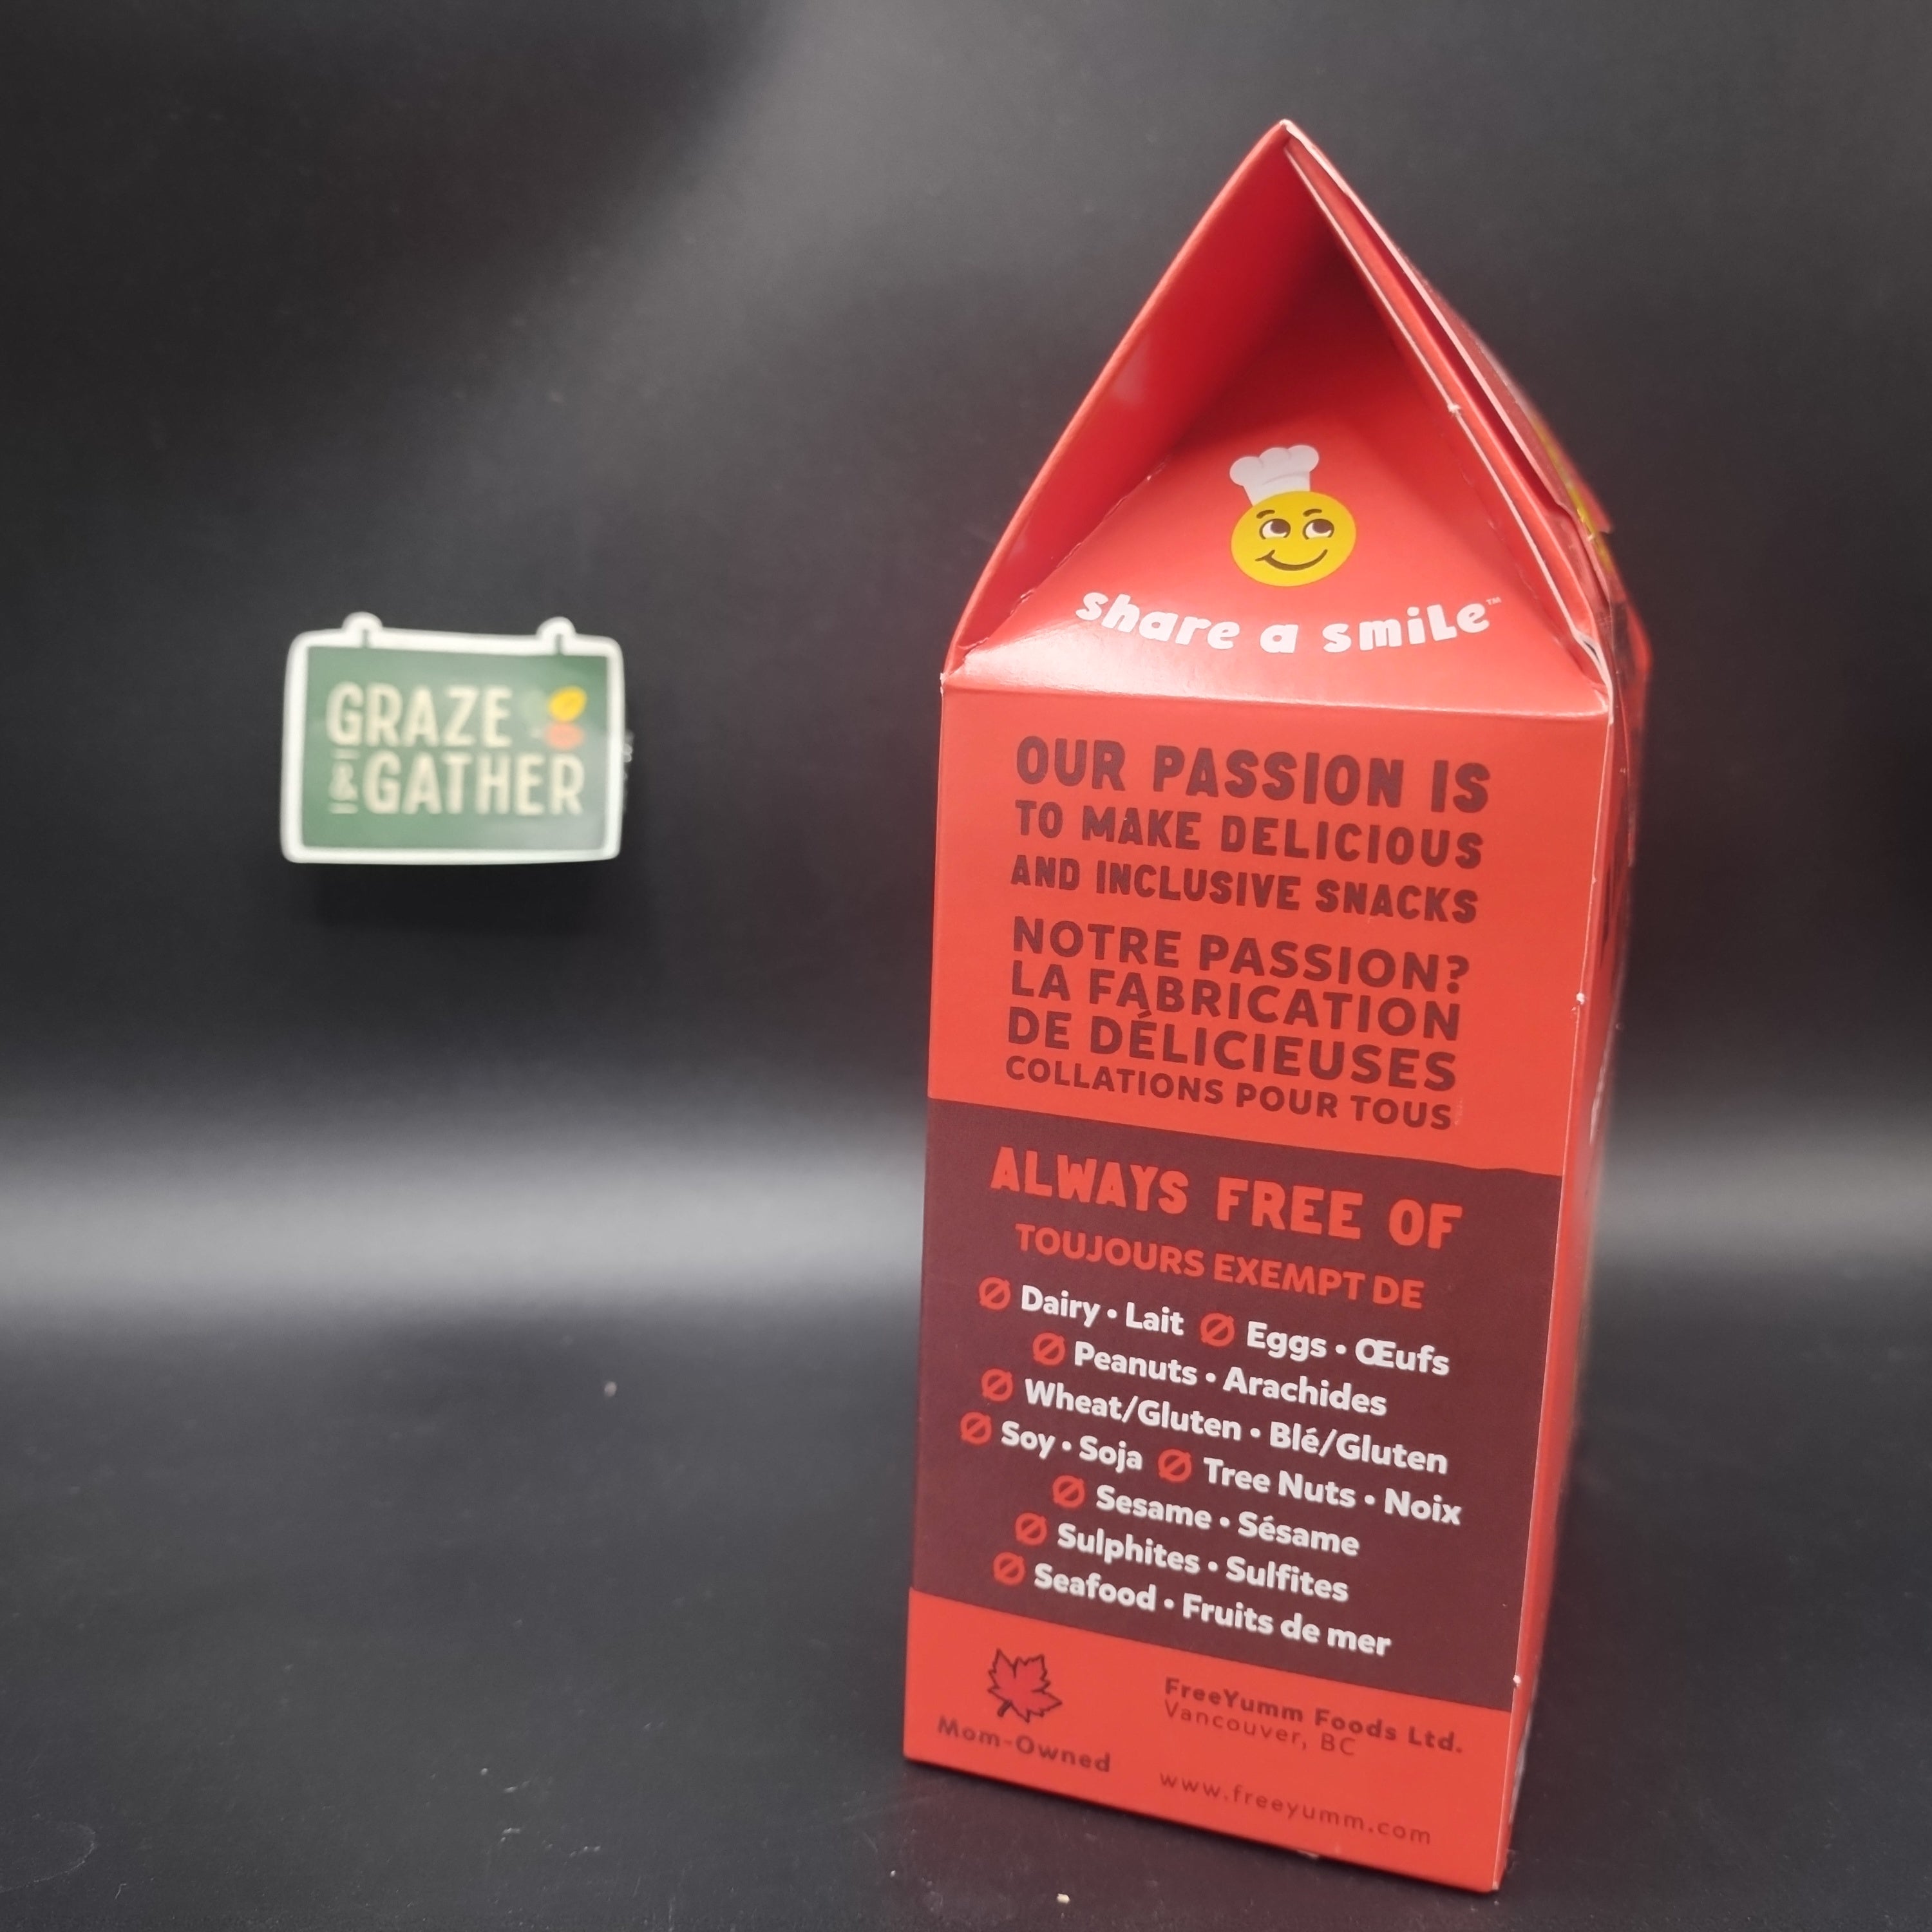 GRAZE
&GATHER
share a smiLe™
OUR PASSION IS
TO MAKE DELICIOUS
AND INCLUSIVE SNACKS
NOTRE PASSION?
LA FABRICATION
DE DÉLICIEUSES
COLLATIONS POUR TOUS
ALWAYS FREE OF
TOUJOURS EXEMPT DE
Dairy • Lait Eggs • Œufs
Peanuts • Arachides
Wheat/Gluten • Blé/Gluten
Soy • Soja Tree Nuts • Noix
Sesame • Sésame
Sulphites • Sulfites
Seafood • Fruits de mer
Mom-Owned
FreeYumm Foods Ltd.
Vancouver, BC
www.freeyumm.com